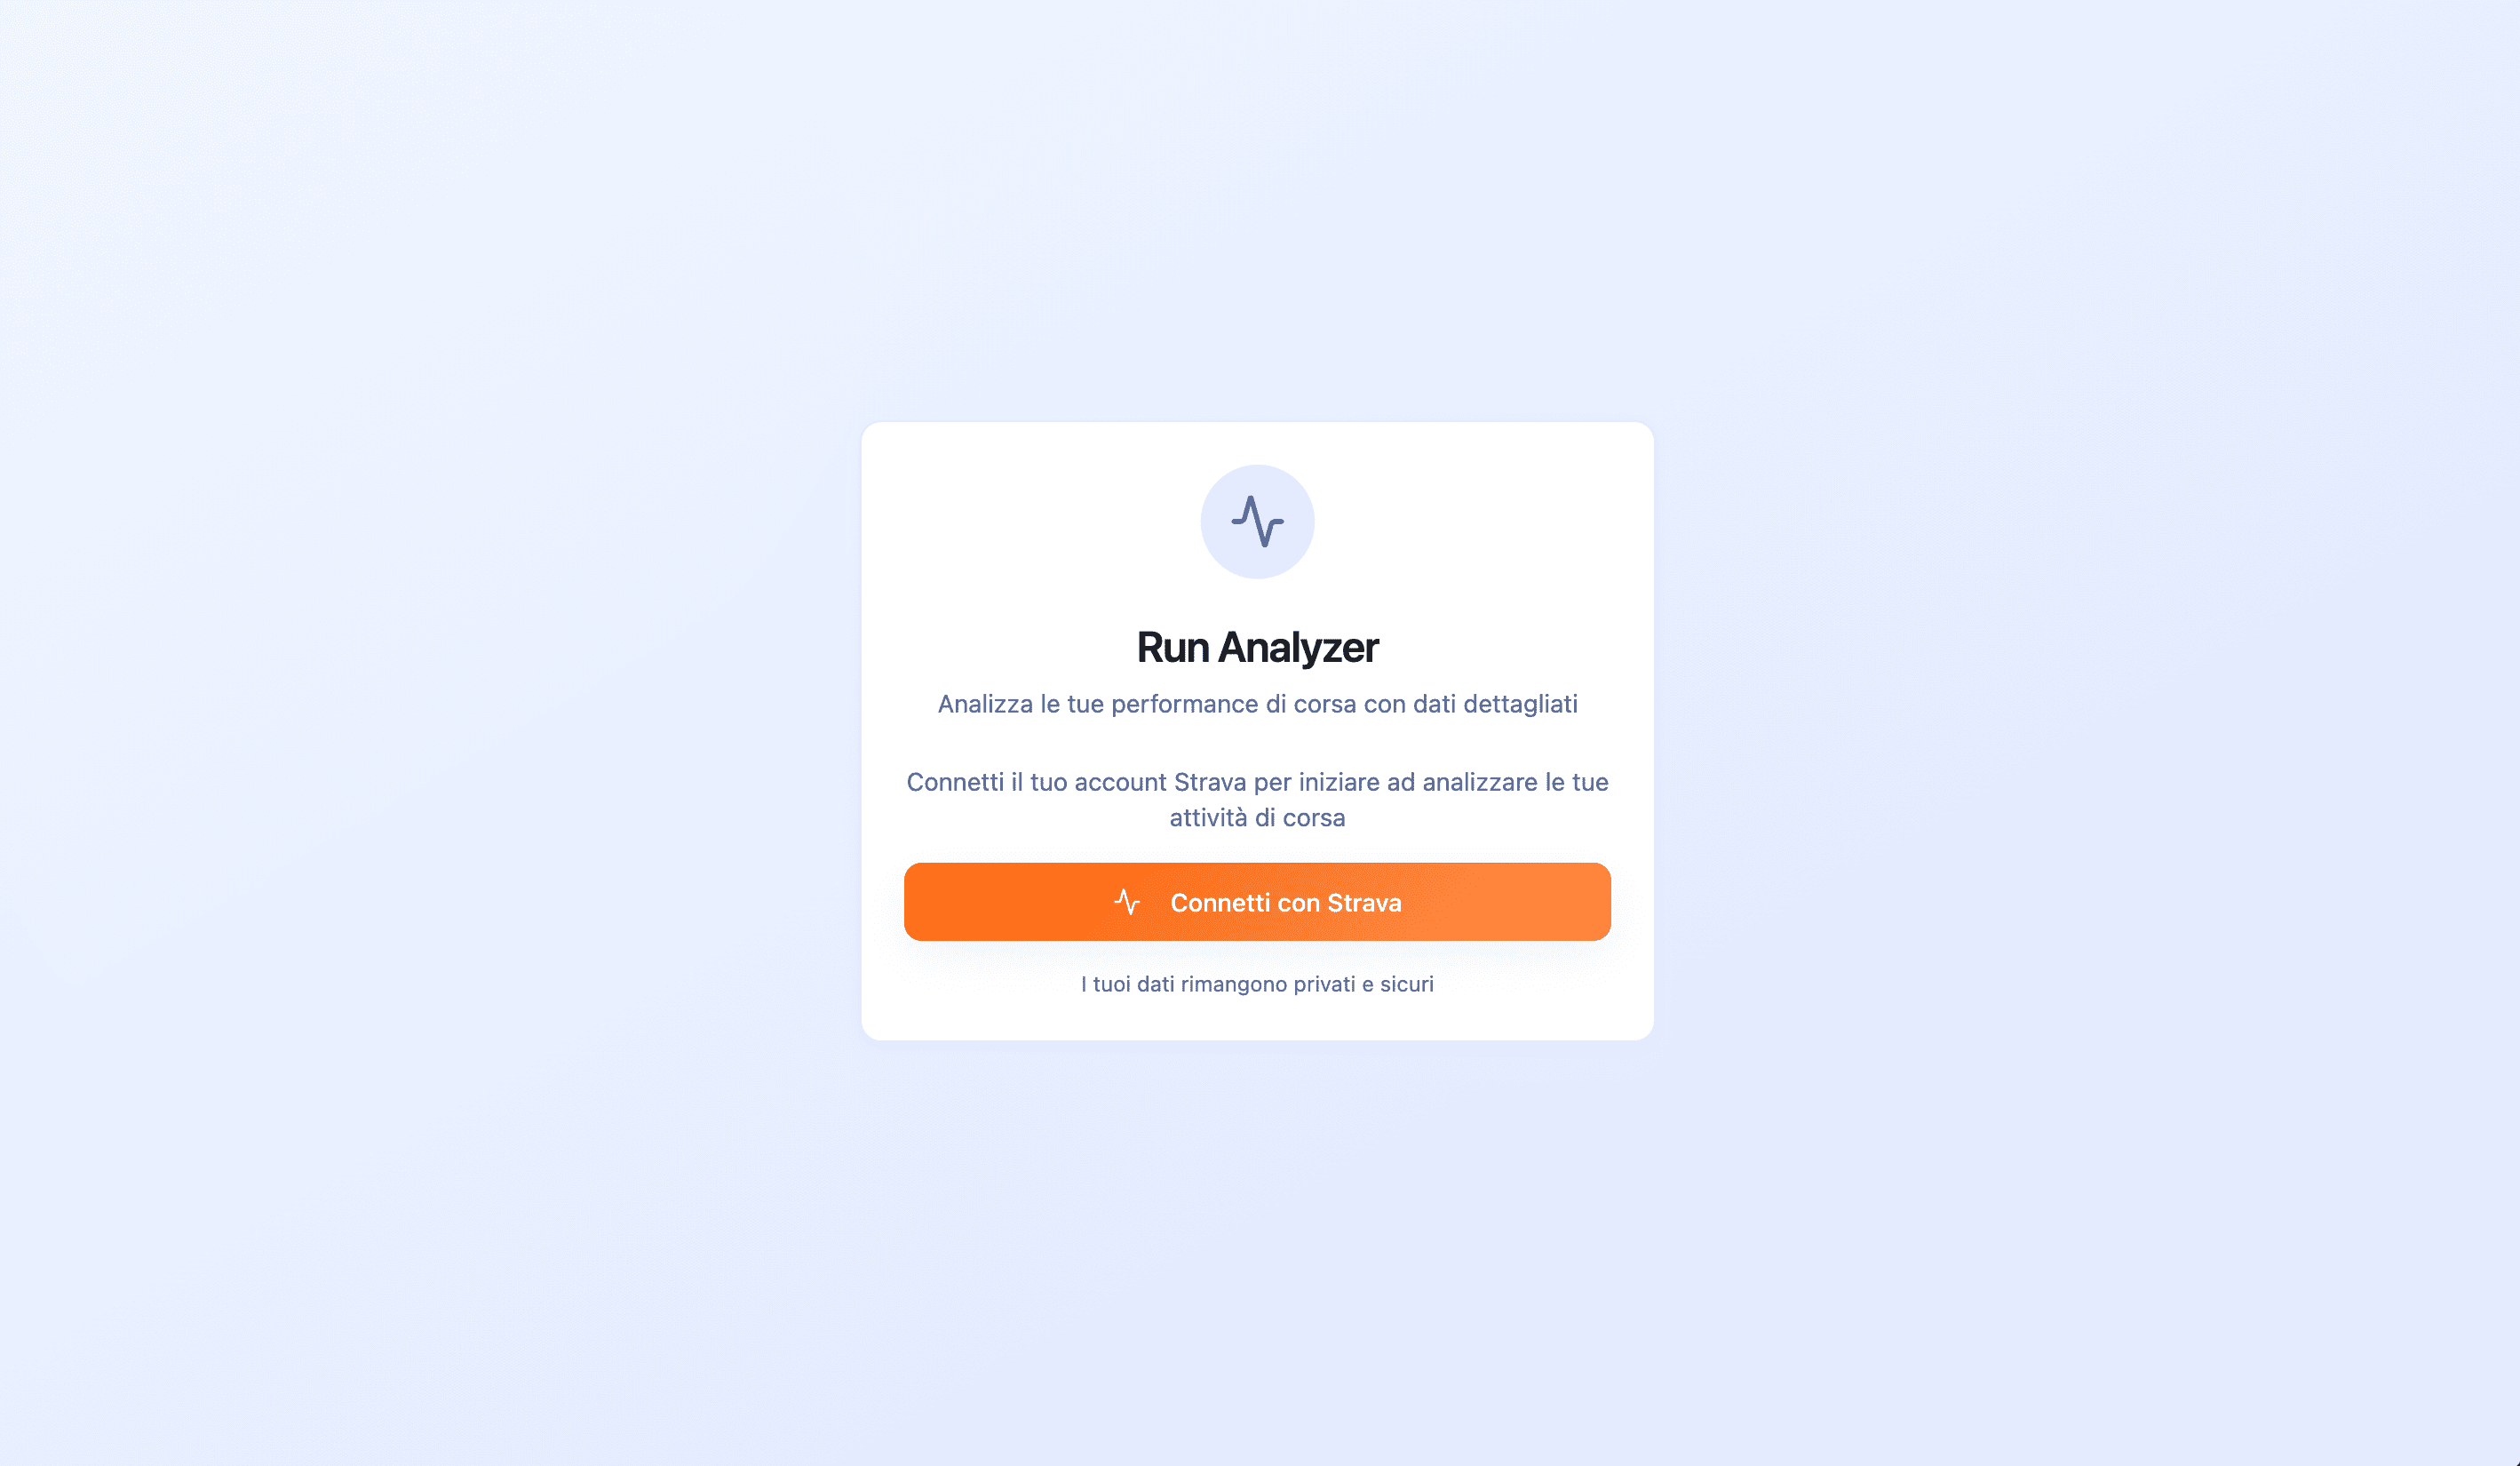 Run Analyzer
Analizza le tue performance di corsa con dati dettagliati
Connetti il tuo account Strava per iniziare ad analizzare le tue
attività di corsa
Connetti con Strava
I tuoi dati rimangono privati e sicuri